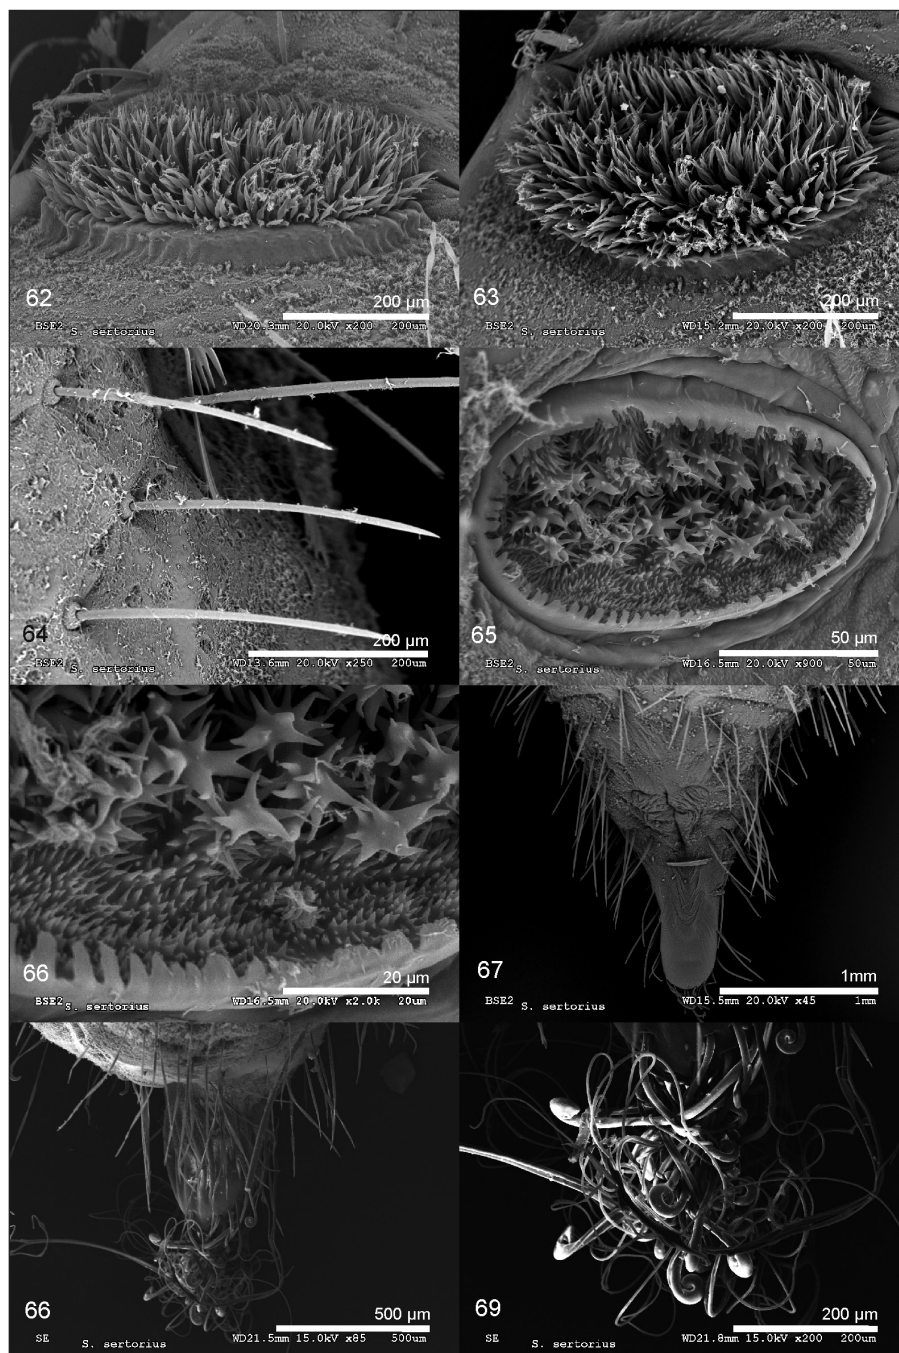 62
200 µm
BSE2 S. sertorius WD20.3mm 20.0kV x200 200um
63
200 µm
BSE2 S. sertorius WD15.2mm 20.0kV x200 200um
64
200 µm
BSE2 S. sertorius WD13.6mm 20.0kV x250 200um
65
50 µm
BSE2 S. sertorius WD16.5mm 20.0kV x900 50um
66
20 µm
BSE2 S. sertorius WD16.5mm 20.0kV x2.0k 20um
67
1mm
BSE2 S. sertorius WD15.5mm 20.0kV x45 1mm
66
500 µm
SE S. sertorius WD21.5mm 15.0kV x85 500um
69
200 µm
SE S. sertorius WD21.8mm 15.0kV x200 200um